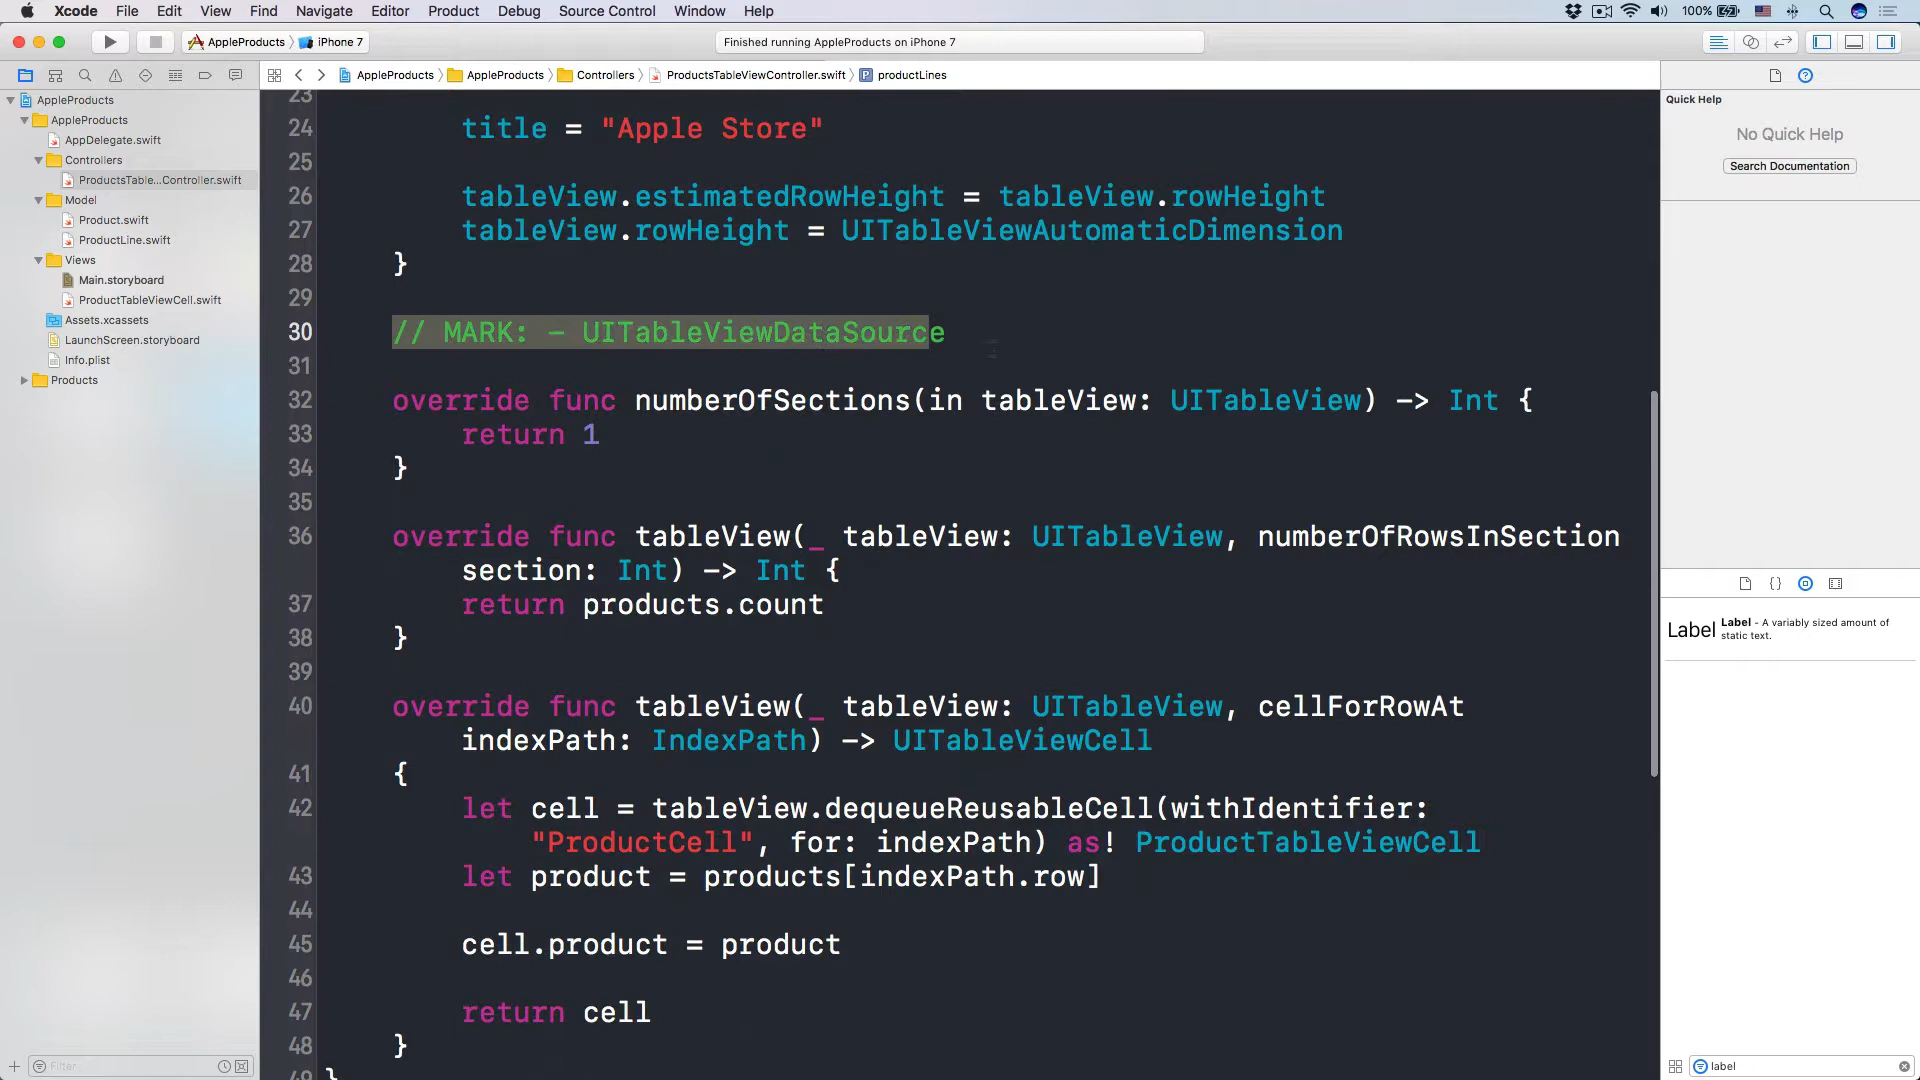 Xcode File Edit View Find Navigate Editor Product Debug Source Control Window Help 100%
AppleProducts iPhone 7
Finished running AppleProducts on iPhone 7
AppleProducts AppleProducts Controllers ProductsTableViewController.swift P productLines
AppleProducts
AppleProducts
AppDelegate.swift
Controllers
ProductsTable...Controller.swift
Model
Product.swift
ProductLine.swift
Views
Main.storyboard
ProductTableViewCell.swift
Assets.xcassets
LaunchScreen.storyboard
Info.plist
Products
Filter
23
24 title = "Apple Store"
25
26 tableView.estimatedRowHeight = tableView.rowHeight
27 tableView.rowHeight = UITableViewAutomaticDimension
28 }
29
30 // MARK: - UITableViewDataSource
31
32 override func numberOfSections(in tableView: UITableView) -> Int {
33 return 1
34 }
35
36 override func tableView(_ tableView: UITableView, numberOfRowsInSection
section: Int) -> Int {
37 return products.count
38 }
39
40 override func tableView(_ tableView: UITableView, cellForRowAt
indexPath: IndexPath) -> UITableViewCell
41 {
42 let cell = tableView.dequeueReusableCell(withIdentifier:
"ProductCell", for: indexPath) as! ProductTableViewCell
43 let product = products[indexPath.row]
44
45 cell.product = product
46
47 return cell
48 }
49 }
Quick Help
No Quick Help
Search Documentation
Label Label - A variably sized amount of
static text.
label